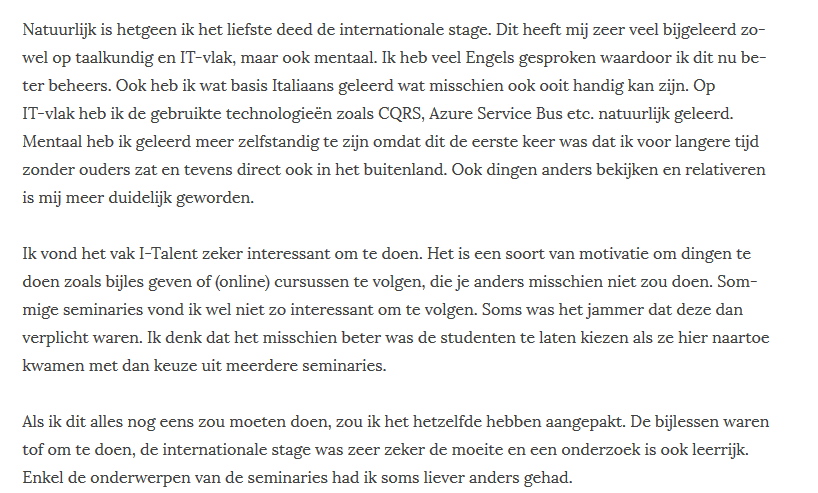 Natuurlijk is hetgeen ik het liefste deed de internationale stage. Dit heeft mij zeer veel bijgeleerd zo-
wel op taalkundig en IT-vlak, maar ook mentaal. Ik heb veel Engels gesproken waardoor ik dit nu be-
ter beheers. Ook heb ik wat basis Italiaans geleerd wat misschien ook ooit handig kan zijn. Op
IT-vlak heb ik de gebruikte technologieën zoals CQRS, Azure Service Bus etc. natuurlijk geleerd.
Mentaal heb ik geleerd meer zelfstandig te zijn omdat dit de eerste keer was dat ik voor langere tijd
zonder ouders zat en tevens direct ook in het buitenland. Ook dingen anders bekijken en relativeren
is mij meer duidelijk geworden.

Ik vond het vak I-Talent zeker interessant om te doen. Het is een soort van motivatie om dingen te
doen zoals bijles geven of (online) cursussen te volgen, die je anders misschien niet zou doen. Som-
mige seminaries vond ik wel niet zo interessant om te volgen. Soms was het jammer dat deze dan
verplicht waren. Ik denk dat het misschien beter was de studenten te laten kiezen als ze hier naartoe
kwamen met dan keuze uit meerdere seminaries.

Als ik dit alles nog eens zou moeten doen, zou ik het hetzelfde hebben aangepakt. De bijlessen waren
tof om te doen, de internationale stage was zeer zeker de moeite en een onderzoek is ook leerrijk.
Enkel de onderwerpen van de seminaries had ik soms liever anders gehad.